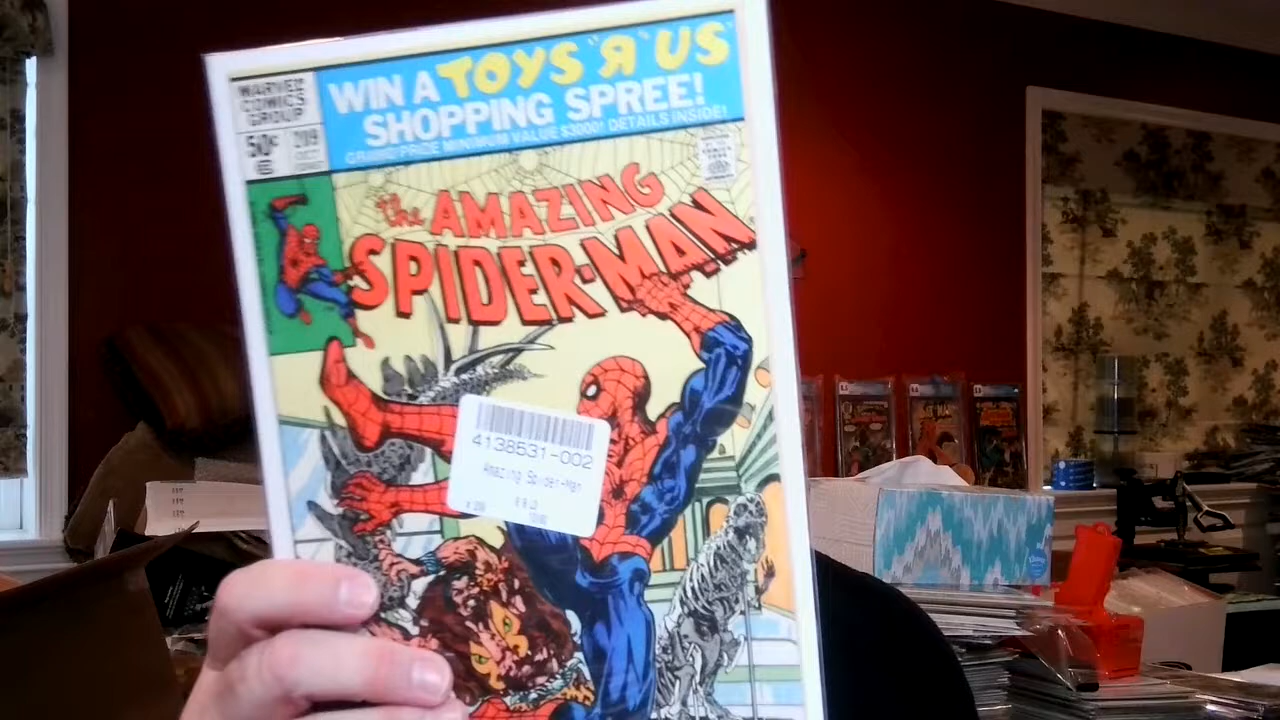 WIN A TOYS "Я" US
SHOPPING SPREE!
GRAND PRIZE MINIMUM VALUE $3000! DETAILS INSIDE!
MARVEL
COMICS
GROUP
50¢
the AMAZING
SPIDER-MAN
4138531-002
Amazing Spider-Man